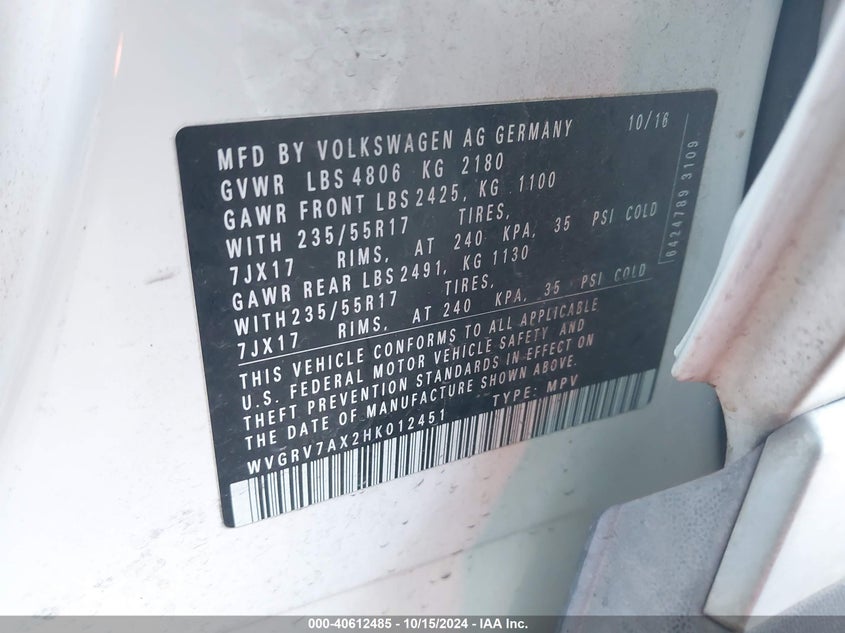 MFD BY VOLKSWAGEN AG GERMANY 10/16
GVWR LBS 4806 KG 2180
GAWR FRONT LBS 2425, KG 1100
WITH 235/55R17 TIRES,
7JX17 RIMS, AT 240 KPA, 35 PSI COLD
GAWR REAR LBS 2491, KG 1130
WITH 235/55R17 TIRES,
7JX17 RIMS, AT 240 KPA, 35 PSI COLD
THIS VEHICLE CONFORMS TO ALL APPLICABLE
U.S. FEDERAL MOTOR VEHICLE SAFETY AND
THEFT PREVENTION STANDARDS IN EFFECT ON
THE DATE OF MANUFACTURE SHOWN ABOVE.
WVGRV7AX2HK012451 TYPE: MPV
6424789 3109
000-40612485 - 10/15/2024 - IAA Inc.